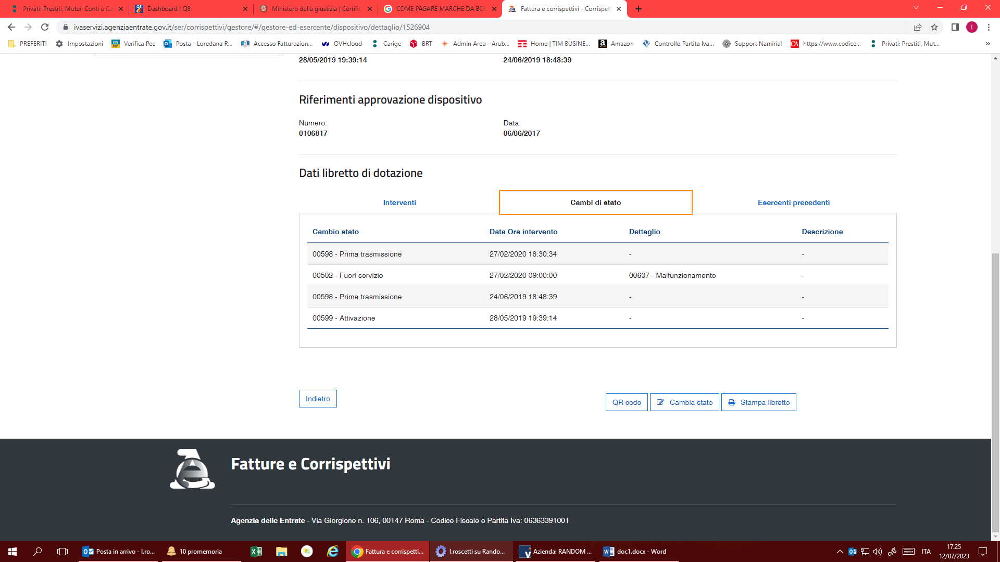 Privati: Prestiti, Mutui, Conti e Ca
Dashboard | Q8
Ministero della giustizia | Certific
COME PAGARE MARCHE DA BOL
Fattura e corrispettivi - Corrispett
ivaservizi.agenziaentrate.gov.it/ser/corrispettivi/gestore/#/gestore-ed-esercente/dispositivo/dettaglio/1526904
PREFERITI
Impostazioni
Verifica Pec
Posta - Loredana R...
Accesso Fatturazion...
OVHcloud
Carige
BRT
Admin Area - Arub...
Home | TIM BUSINE...
Amazon
Controllo Partita Iva...
Support Namirial
https://www.codice...
Privati: Prestiti, Mut...
28/05/2019 19:39:14
24/06/2019 18:48:39
Riferimenti approvazione dispositivo
Numero:
Data:
0106817
06/06/2017
Dati libretto di dotazione
Interventi
Cambi di stato
Esercenti precedenti
Cambio stato
Data Ora intervento
Dettaglio
Descrizione
00598 - Prima trasmissione
27/02/2020 18:30:34
-
-
00502 - Fuori servizio
27/02/2020 09:00:00
00607 - Malfunzionamento
-
00598 - Prima trasmissione
24/06/2019 18:48:39
-
-
00599 - Attivazione
28/05/2019 19:39:14
-
-
Indietro
QR code
Cambia stato
Stampa libretto
Fatture e Corrispettivi
Agenzia delle Entrate - Via Giorgione n. 106, 00147 Roma - Codice Fiscale e Partita Iva: 06363391001
Posta in arrivo - l.ro...
10 promemoria
Fattura e corrispetti...
l.roscetti su Rando...
Azienda: RANDOM ...
doc1.docx - Word
ITA
17.25
12/07/2023